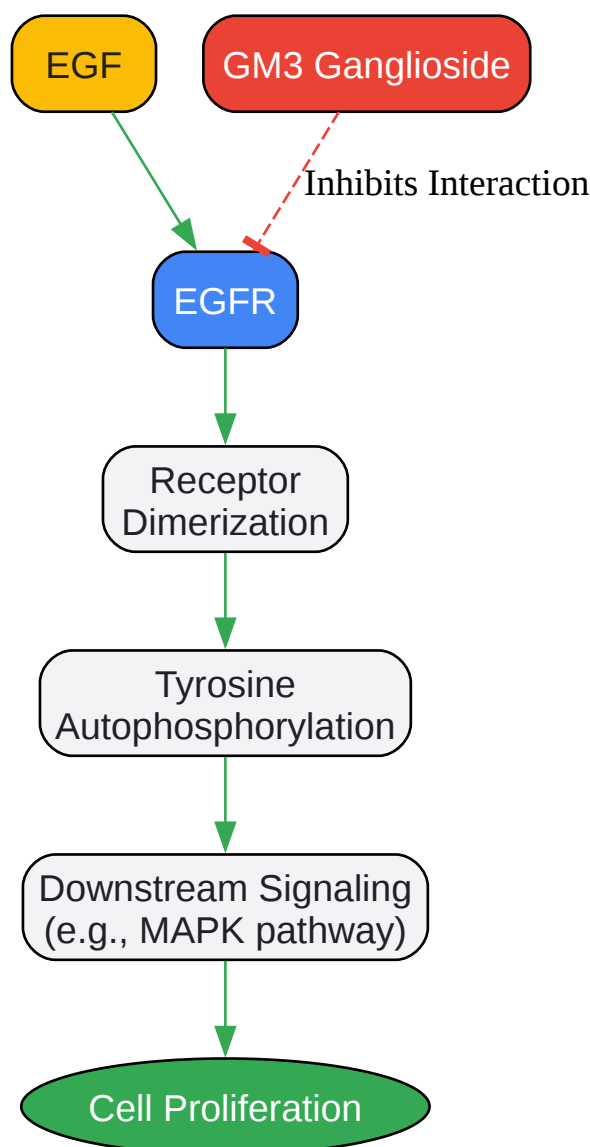 EGF
GM3 Ganglioside
Inhibits Interaction
EGFR
Receptor
Dimerization
Tyrosine
Autophosphorylation
Downstream Signaling
(e.g., MAPK pathway)
Cell Proliferation